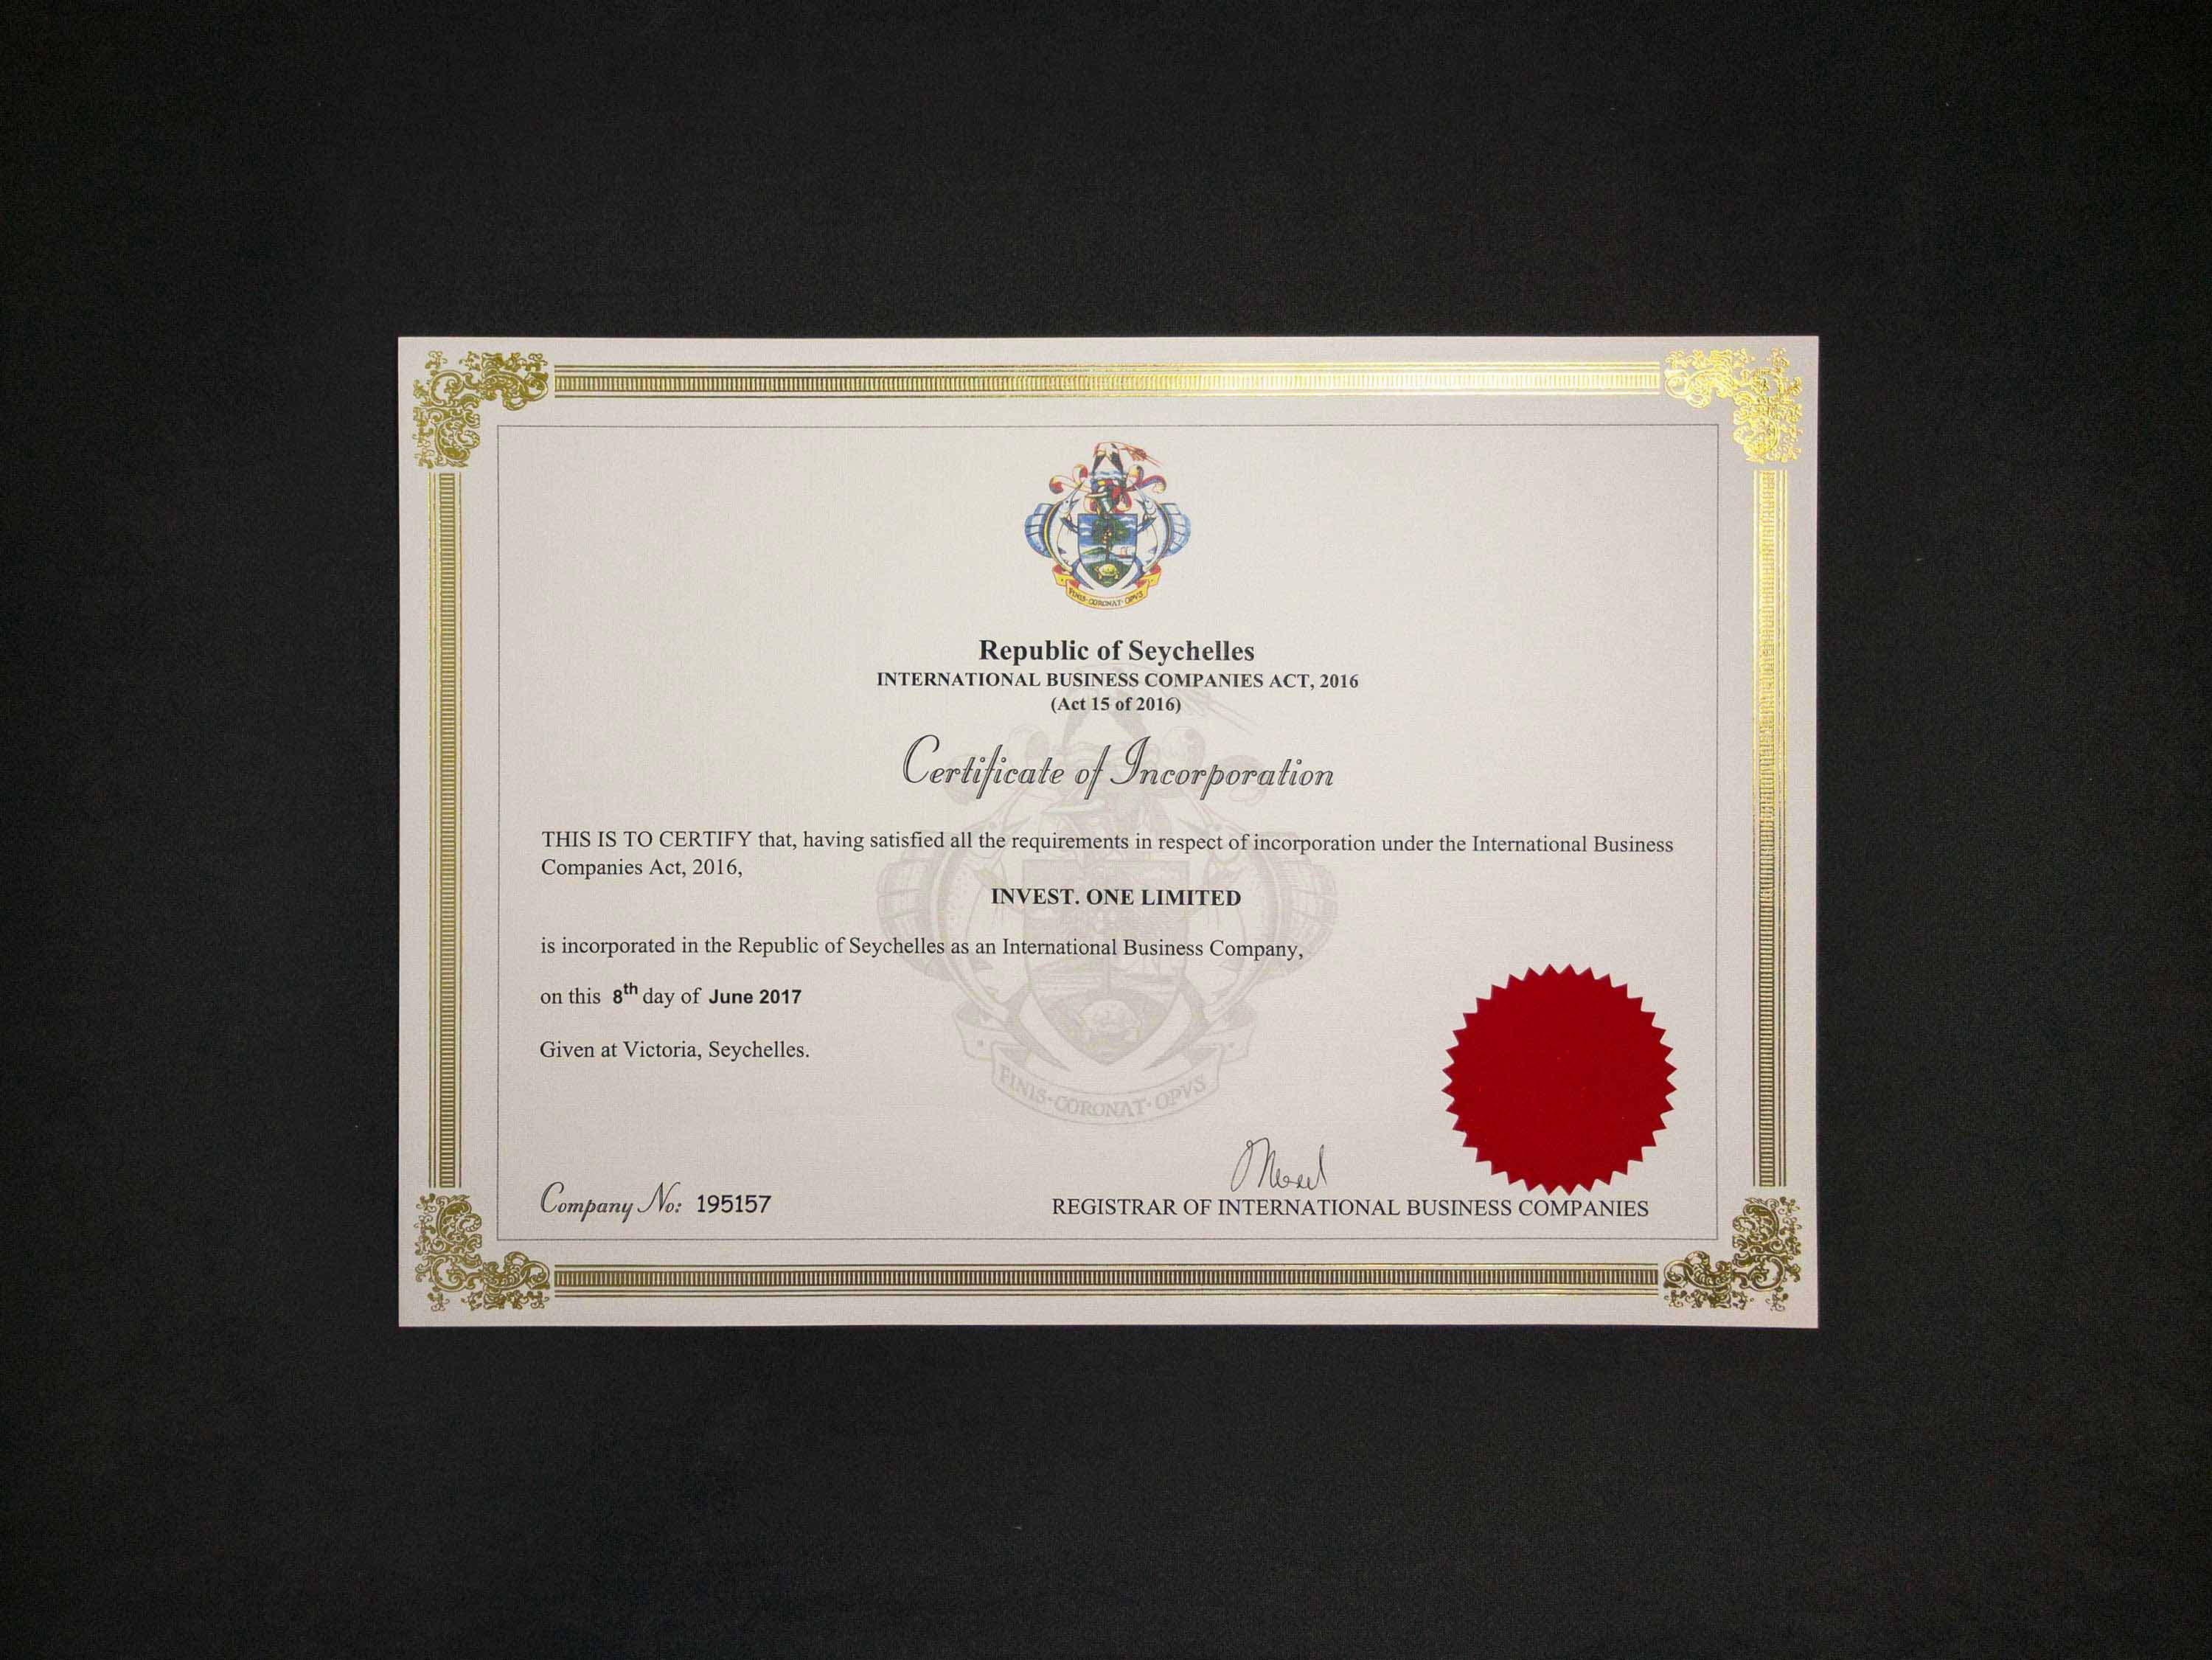 FINIS·CORONAT·OPVS
Republic of Seychelles
INTERNATIONAL BUSINESS COMPANIES ACT, 2016
(Act 15 of 2016)
Certificate of Incorporation
THIS IS TO CERTIFY that, having satisfied all the requirements in respect of incorporation under the International Business
Companies Act, 2016,
INVEST. ONE LIMITED
is incorporated in the Republic of Seychelles as an International Business Company,
on this 8th day of June 2017
Given at Victoria, Seychelles.
FINIS·CORONAT·OPVS
Company No: 195157
REGISTRAR OF INTERNATIONAL BUSINESS COMPANIES